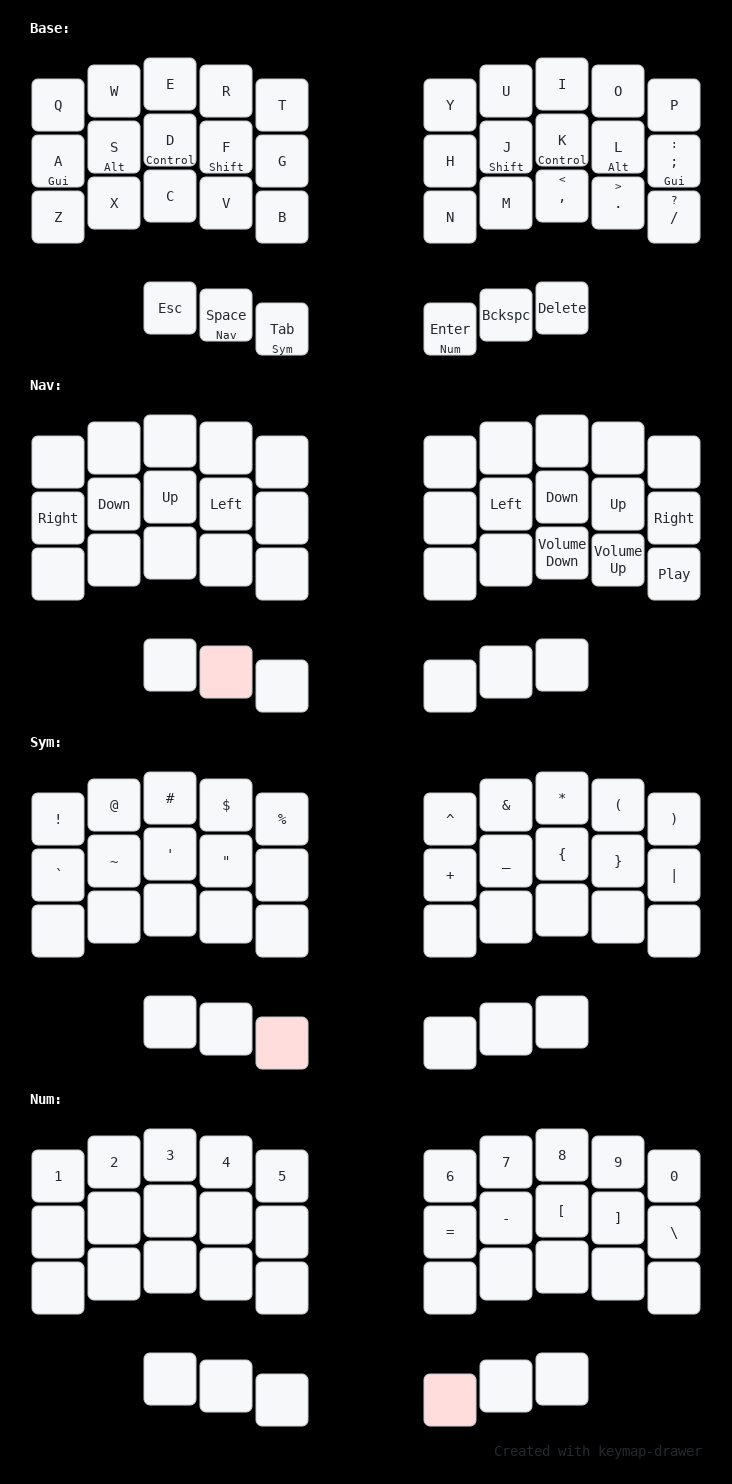 Base:
Q W E R T Y U I O P
A Gui S Alt D Control F Shift G H J Shift K Control L Alt : ; Gui
Z X C V B N M < , > . ? /
Esc Space Nav Tab Sym Enter Num Bckspc Delete
Nav:
Right Down Up Left Left Down Up Right
Volume Down Volume Up Play
Sym:
! @ # $ % ^ & * ( )
` ~ ' " + _ { } |
Num:
1 2 3 4 5 6 7 8 9 0
= - [ ] \
Created with keymap-drawer